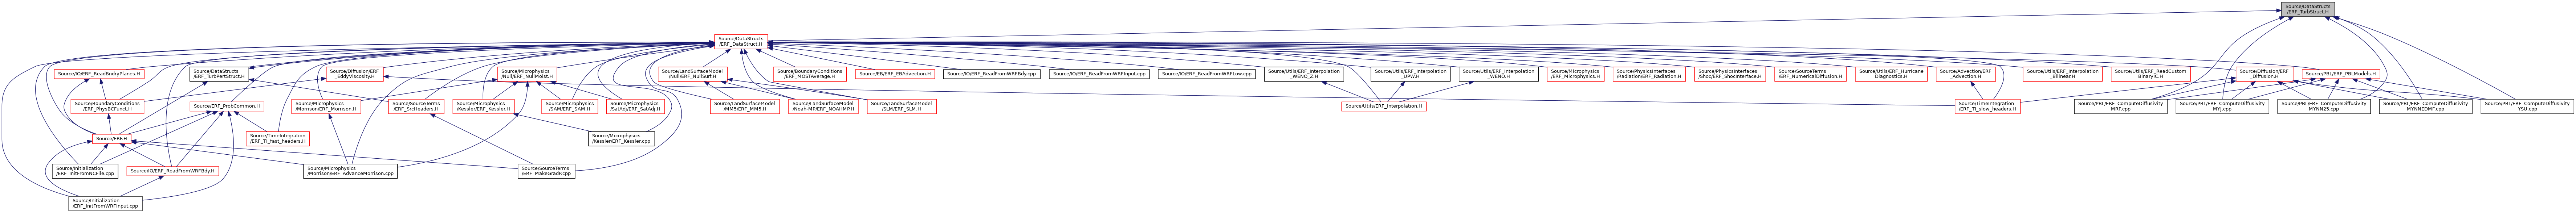 Source/DataStructs
/ERF_TurbStruct.H
Source/DataStructs
/ERF_DataStruct.H
Source/IO/ERF_ReadBndryPlanes.H
Source/DataStructs
/ERF_TurbPertStruct.H
Source/Diffusion/ERF
_EddyViscosity.H
Source/Microphysics
/Null/ERF_NullMoist.H
Source/LandSurfaceModel
/Null/ERF_NullSurf.H
Source/BoundaryConditions
/ERF_MOSTAverage.H
Source/EB/ERF_EBAdvection.H
Source/IO/ERF_ReadFromWRFBdy.cpp
Source/IO/ERF_ReadFromWRFInput.cpp
Source/IO/ERF_ReadFromWRFLow.cpp
Source/Utils/ERF_Interpolation
_WENO_Z.H
Source/Utils/ERF_Interpolation
_UPW.H
Source/Utils/ERF_Interpolation
_WENO.H
Source/Microphysics
/ERF_Microphysics.H
Source/PhysicsInterfaces
/Radiation/ERF_Radiation.H
Source/PhysicsInterfaces
/Shoc/ERF_ShocInterface.H
Source/SourceTerms
/ERF_NumericalDiffusion.H
Source/Utils/ERF_Hurricane
_Diagnostics.H
Source/Advection/ERF
_Advection.H
Source/Utils/ERF_Interpolation
_Bilinear.H
Source/Utils/ERF_ReadCustom
BinaryIC.H
Source/Diffusion/ERF
_Diffusion.H
Source/PBL/ERF_PBLModels.H
Source/BoundaryConditions
/ERF_PhysBCFunct.H
Source/ERF_ProbCommon.H
Source/Microphysics
/Morrison/ERF_Morrison.H
Source/SourceTerms
/ERF_SrcHeaders.H
Source/Microphysics
/Kessler/ERF_Kessler.H
Source/Microphysics
/SAM/ERF_SAM.H
Source/Microphysics
/SatAdj/ERF_SatAdj.H
Source/LandSurfaceModel
/MM5/ERF_MM5.H
Source/LandSurfaceModel
/Noah-MP/ERF_NOAHMP.H
Source/LandSurfaceModel
/SLM/ERF_SLM.H
Source/Utils/ERF_Interpolation.H
Source/TimeIntegration
/ERF_TI_slow_headers.H
Source/PBL/ERF_ComputeDiffusivity
MRF.cpp
Source/PBL/ERF_ComputeDiffusivity
MYJ.cpp
Source/PBL/ERF_ComputeDiffusivity
MYNN25.cpp
Source/PBL/ERF_ComputeDiffusivity
MYNNEDMF.cpp
Source/PBL/ERF_ComputeDiffusivity
YSU.cpp
Source/ERF.H
Source/TimeIntegration
/ERF_TI_fast_headers.H
Source/Microphysics
/Kessler/ERF_Kessler.cpp
Source/Initialization
/ERF_InitFromNCFile.cpp
Source/IO/ERF_ReadFromWRFBdy.H
Source/Microphysics
/Morrison/ERF_AdvanceMorrison.cpp
Source/SourceTerms
/ERF_MakeGradP.cpp
Source/Initialization
/ERF_InitFromWRFInput.cpp